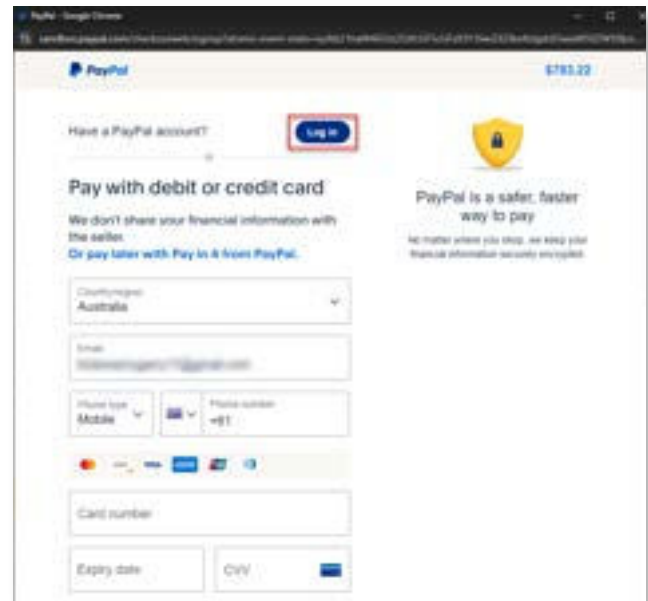 PayPal - Google Chrome
PayPal
$793.22
Have a PayPal account?
Log in
Pay with debit or credit card
We don't share your financial information with
the seller.
Or pay later with Pay in 4 from PayPal.
PayPal is a safer, faster
way to pay
No matter where you shop, we keep your
financial information securely encrypted.
Country/region
Australia
Email
Phone type
Mobile
Phone number
+61
Card number
Expiry date
CVV